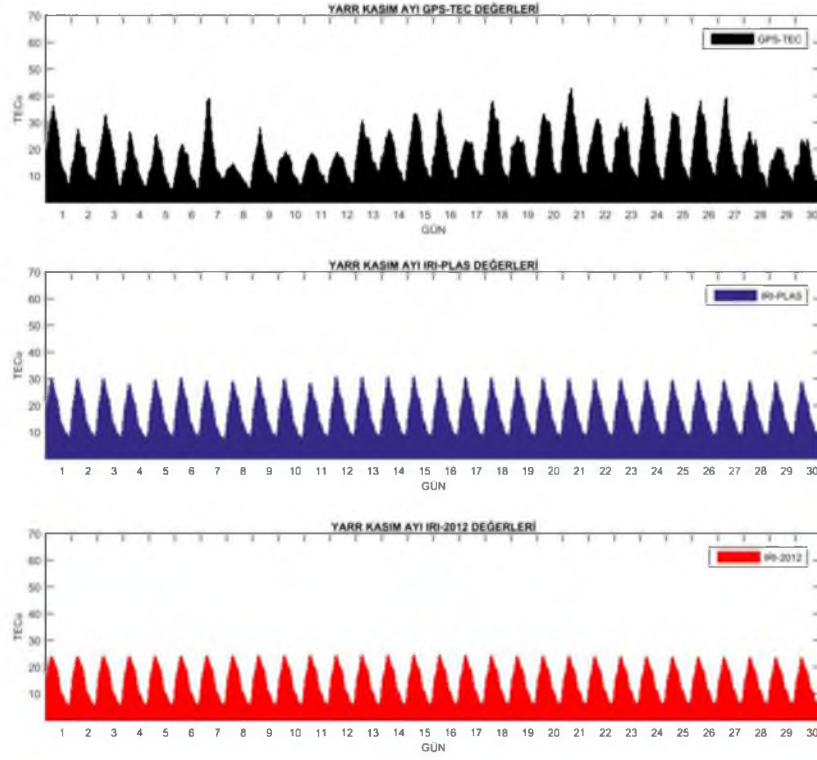 YARR KASIM AYI GPS-TEC DEĞERLERİ
GPS-TEC
TECu
70
60
50
40
30
20
10
1 2 3 4 5 6 7 8 9 10 11 12 13 14 15 16 17 18 19 20 21 22 23 24 25 26 27 28 29 30
GÜN
YARR KASIM AYI IRI-PLAS DEĞERLERİ
IRI-PLAS
TECu
70
60
50
40
30
20
10
1 2 3 4 5 6 7 8 9 10 11 12 13 14 15 16 17 18 19 20 21 22 23 24 25 26 27 28 29 30
GÜN
YARR KASIM AYI IRI-2012 DEĞERLERİ
IRI-2012
TECu
70
60
50
40
30
20
10
1 2 3 4 5 6 7 8 9 10 11 12 13 14 15 16 17 18 19 20 21 22 23 24 25 26 27 28 29 30
GÜN